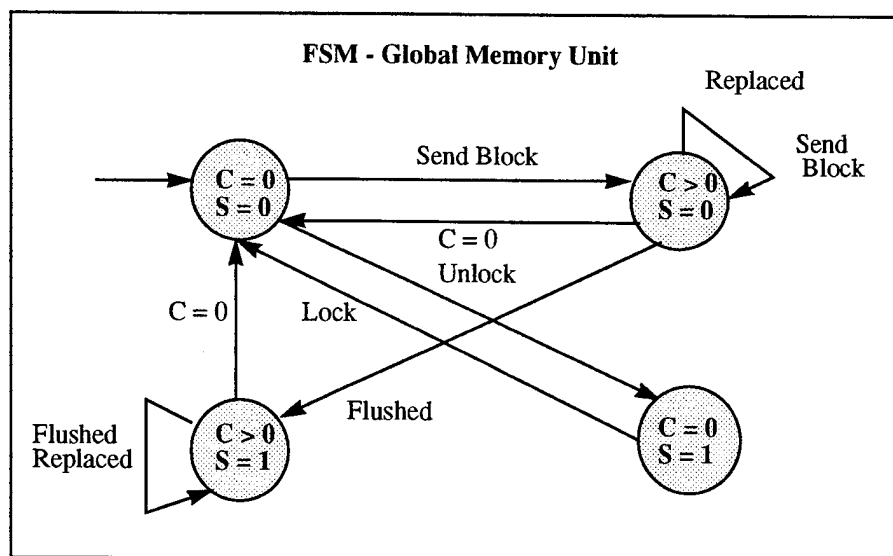 FSM - Global Memory Unit
Replaced
Send
Block
Send Block
C = 0
S = 0
C > 0
S = 0
C = 0
Unlock
C = 0
Lock
Flushed
Flushed
Replaced
C > 0
S = 1
C = 0
S = 1